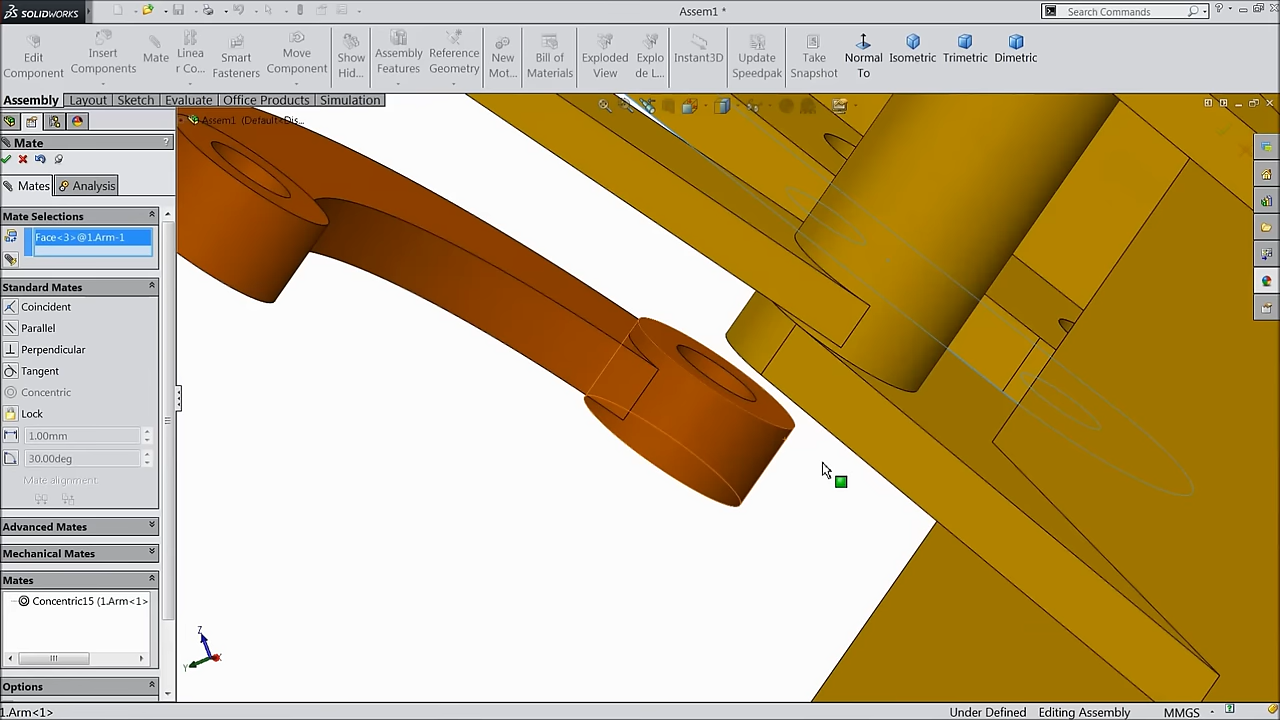 SOLIDWORKS
Assem1 *
Search Commands
Edit Component
Insert Components
Mate
Linea r Co...
Smart Fasteners
Move Component
Show Hid...
Assembly Features
Reference Geometry
New Mot...
Bill of Materials
Exploded View
Explo de L...
Instant3D
Update Speedpak
Take Snapshot
Normal To
Isometric
Trimetric
Dimetric
Assembly Layout Sketch Evaluate Office Products Simulation
Assem1 (Default<Dis...
Mate
?
Mates Analysis
Mate Selections
Face<3>@1.Arm-1
Standard Mates
Coincident
Parallel
Perpendicular
Tangent
Concentric
Lock
1.00mm
30.00deg
Mate alignment:
Advanced Mates
Mechanical Mates
Mates
Concentric15 (1.Arm<1>
Options
Z
Y
X
1.Arm<1>
Under Defined Editing Assembly MMGS